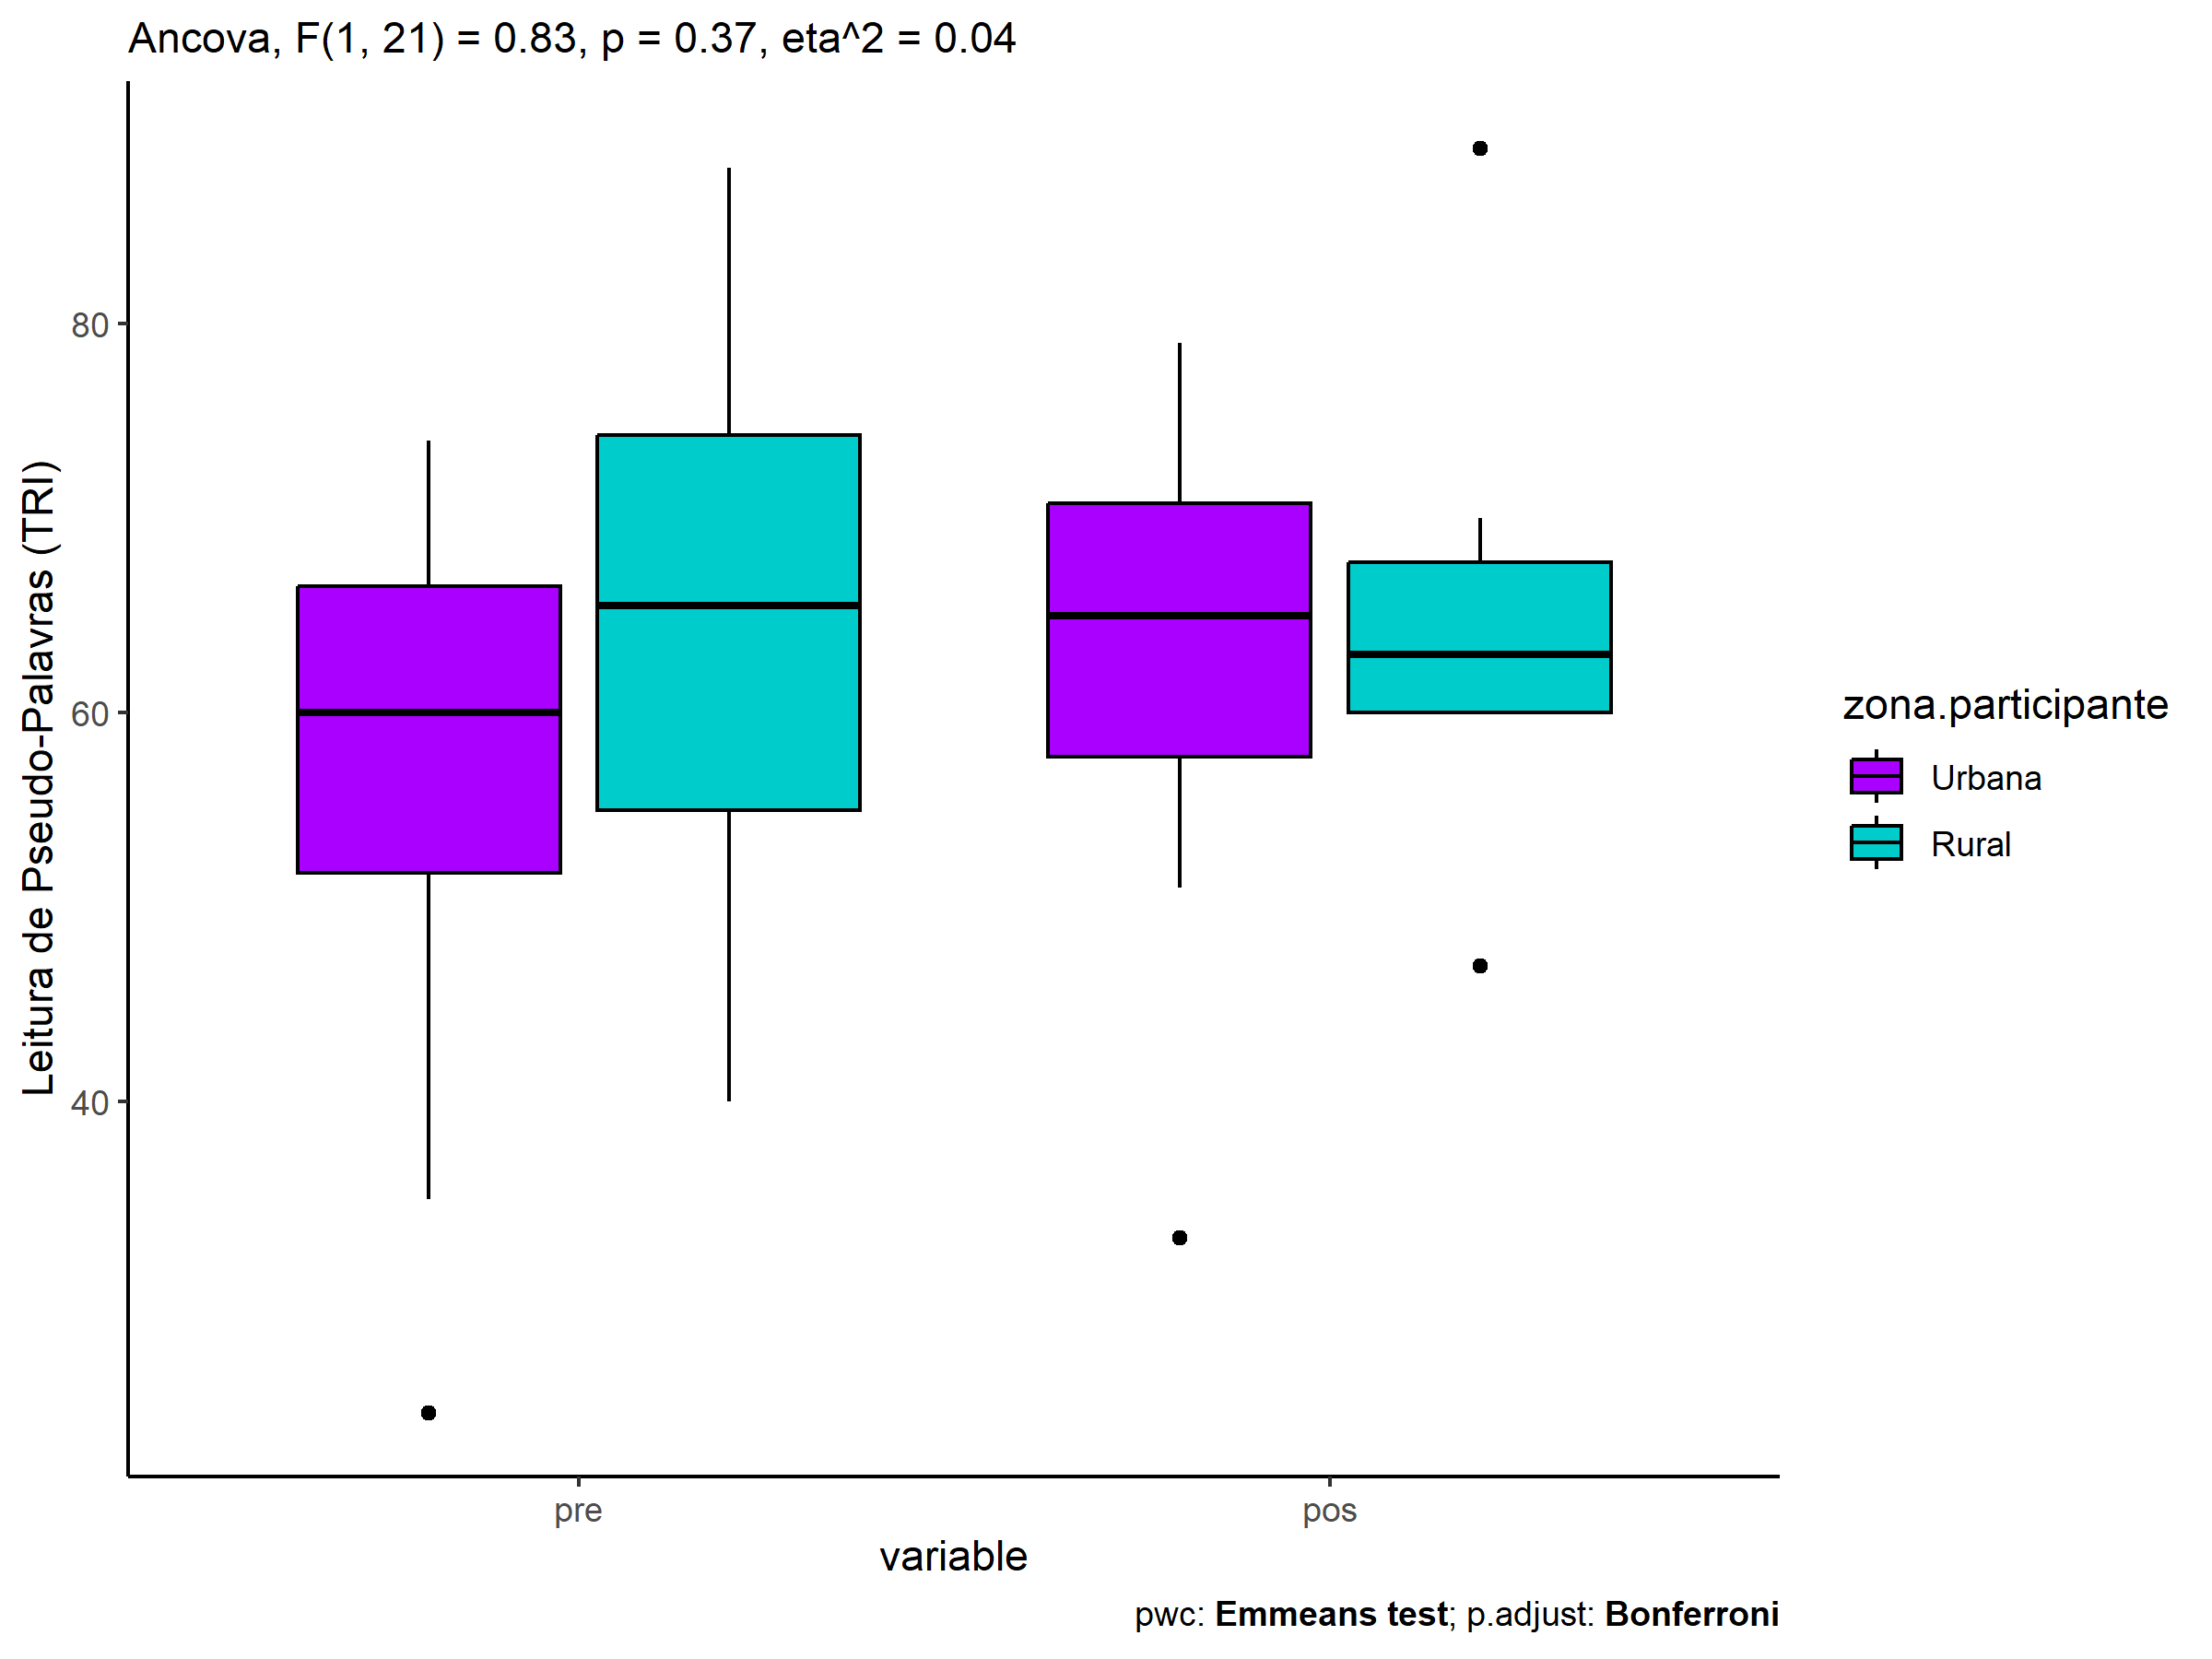 Ancova, F(1, 21) = 0.83, p = 0.37, eta^2 = 0.04
Leitura de Pseudo-Palavras (TRI)
80
60
40
pre
pos
variable
zona.participante
Urbana
Rural
pwc: Emmeans test; p.adjust: Bonferroni